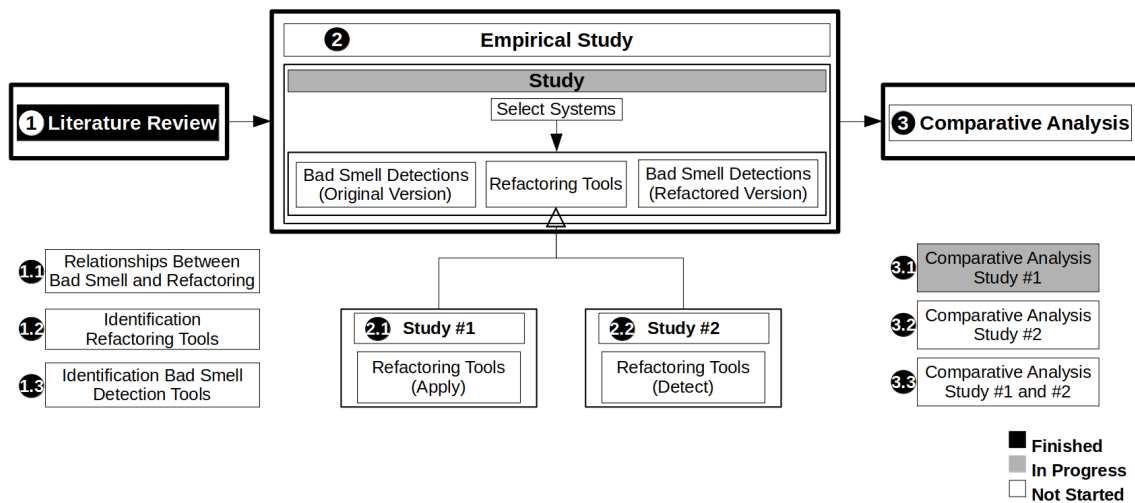 1 Literature Review
2 Empirical Study
Study
Select Systems
Bad Smell Detections
(Original Version)
Refactoring Tools
Bad Smell Detections
(Refactored Version)
3 Comparative Analysis
1.1 Relationships Between
Bad Smell and Refactoring
1.2 Identification
Refactoring Tools
1.3 Identification Bad Smell
Detection Tools
2.1 Study #1
Refactoring Tools
(Apply)
2.2 Study #2
Refactoring Tools
(Detect)
3.1 Comparative Analysis
Study #1
3.2 Comparative Analysis
Study #2
3.3 Comparative Analysis
Study #1 and #2
Finished
In Progress
Not Started